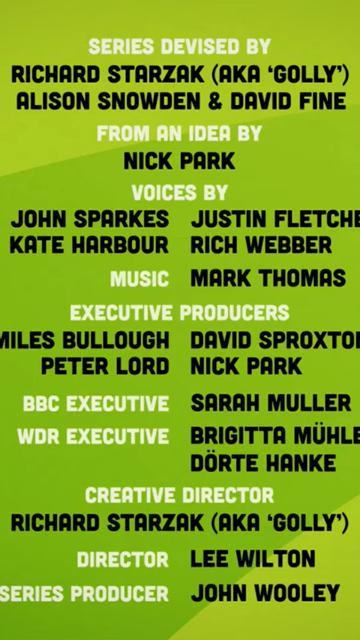 SERIES DEVISED BY
RICHARD STARZAK (AKA 'GOLLY')
ALISON SNOWDEN & DAVID FINE
FROM AN IDEA BY
NICK PARK
VOICES BY
JOHN SPARKES JUSTIN FLETCHE
KATE HARBOUR RICH WEBBER
MUSIC MARK THOMAS
EXECUTIVE PRODUCERS
MILES BULLOUGH DAVID SPROXTO
PETER LORD NICK PARK
BBC EXECUTIVE SARAH MULLER
WDR EXECUTIVE BRIGITTA MÜHLE
DÖRTE HANKE
CREATIVE DIRECTOR
RICHARD STARZAK (AKA 'GOLLY')
DIRECTOR LEE WILTON
SERIES PRODUCER JOHN WOOLEY